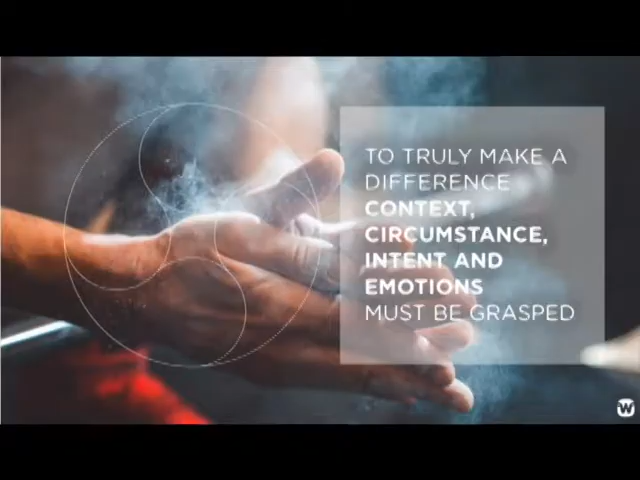 TO TRULY MAKE A
DIFFERENCE
CONTEXT,
CIRCUMSTANCE,
INTENT AND
EMOTIONS
MUST BE GRASPED
W